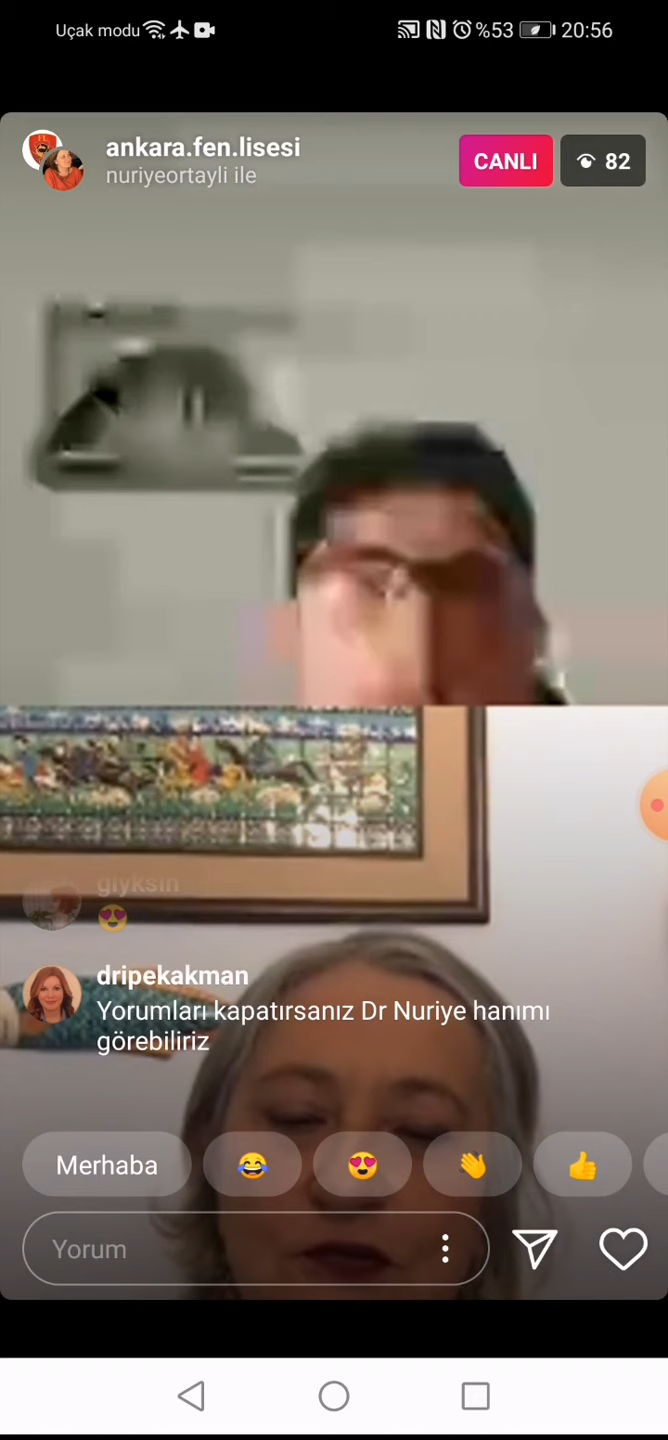 Uçak modu %53 20:56
ankara.fen.lisesi
nuriyeortayli ile
CANLI 82
giyksin
dripekakman
Yorumları kapatırsanız Dr Nuriye hanımı
görebiliriz
Merhaba
Yorum